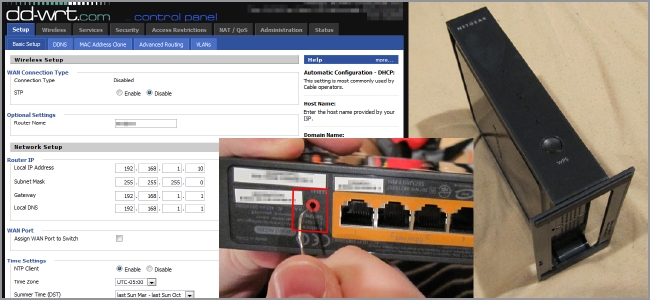 dd-wrt.com control panel
Setup Wireless Services Security Access Restrictions NAT / QoS Administration Status
Basic Setup DDNS MAC Address Clone Advanced Routing VLANs
Wireless Setup
WAN Connection Type
Connection Type Disabled
STP Enable Disable
Optional Settings
Router Name
Network Setup
Router IP
Local IP Address 192. 168. 1. 10
Subnet Mask 255. 255. 255. 0
Gateway 192. 168. 1. 1
Local DNS 192. 168. 1. 1
WAN Port
Assign WAN Port to Switch
Time Settings
NTP Client Enable Disable
Time Zone UTC-05:00
Summer Time (DST) last Sun Mar - last Sun Oct
Help more...
Automatic Configuration - DHCP:
This setting is most commonly used by
Cable operators.
Host Name:
Enter the host name provided by your
ISP.
Domain Name:
NETGEAR
WPS